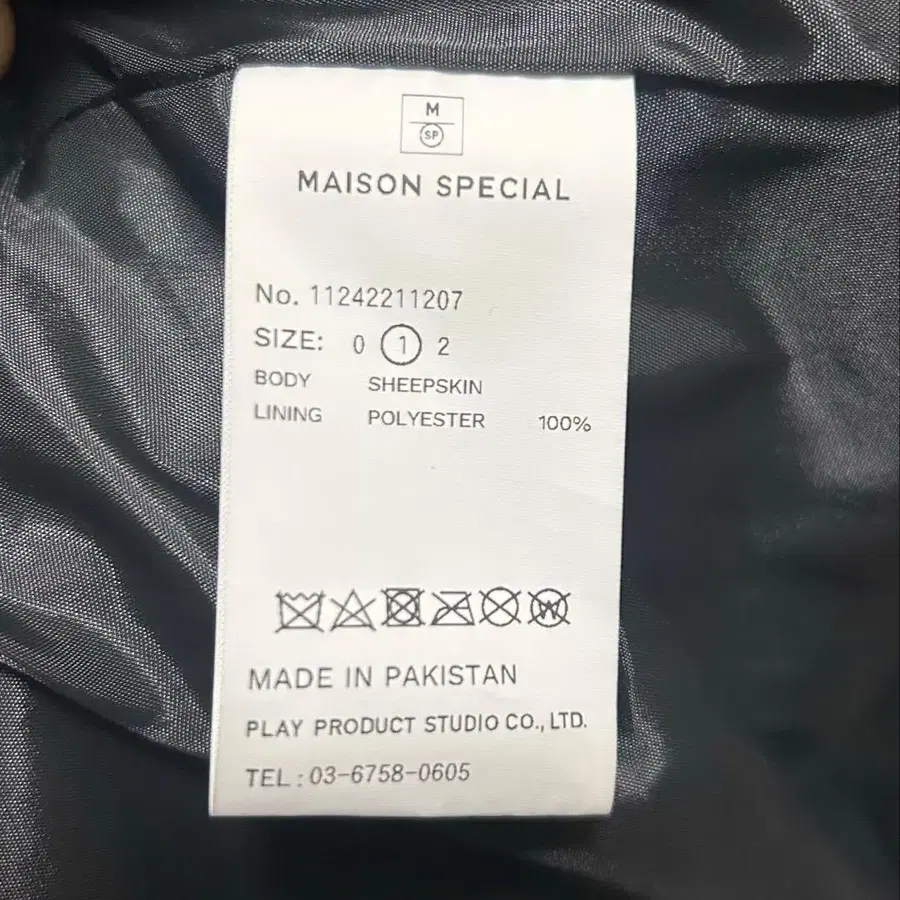 M
SP
MAISON SPECIAL
No. 11242211207
SIZE: 0 1 2
BODY SHEEPSKIN
LINING POLYESTER 100%
W
MADE IN PAKISTAN
PLAY PRODUCT STUDIO CO., LTD.
TEL : 03-6758-0605